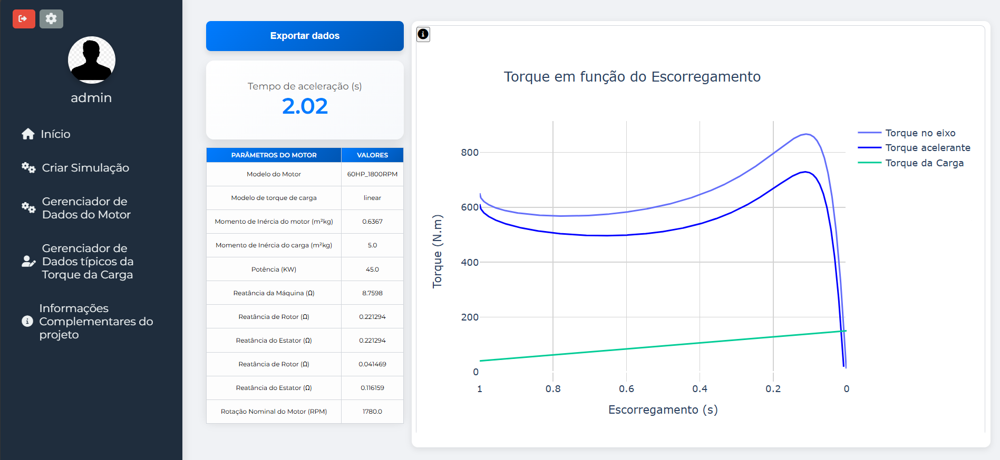 admin
Início
Criar Simulação
Gerenciador de
Dados do Motor
Gerenciador de
Dados típicos da
Torque da Carga
Informações
Complementares do
projeto
Exportar dados
Tempo de aceleração (s)
2.02
PARÂMETROS DO MOTOR VALORES
Modelo do Motor 60HP_1800RPM
Modelo de torque de carga linear
Momento de Inércia do motor (m²kg) 0.6367
Momento de Inércia do carga (m²kg) 5.0
Potência (KW) 45.0
Reatância da Máquina (Ω) 8.7598
Reatância de Rotor (Ω) 0.221294
Reatância do Estator (Ω) 0.221294
Reatância de Rotor (Ω) 0.041469
Reatância do Estator (Ω) 0.116159
Rotação Nominal do Motor (RPM) 1780.0
Torque em função do Escorregamento
Torque no eixo
Torque acelerante
Torque da Carga
Torque (N.m)
800
600
400
200
0
1 0.8 0.6 0.4 0.2 0
Escorregamento (s)